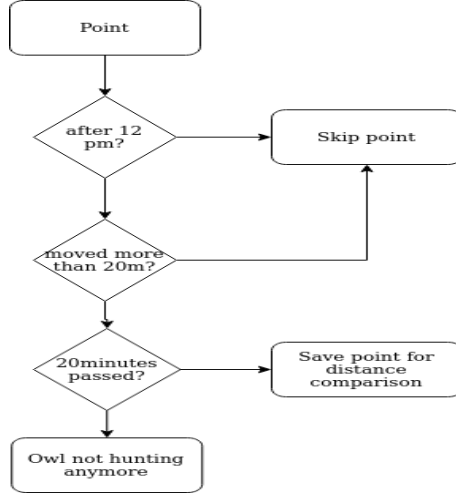 Point
after 12
pm?
Skip point
moved more
than 20m?
20minutes
passed?
Save point for
distance
comparison
Owl not hunting
anymore